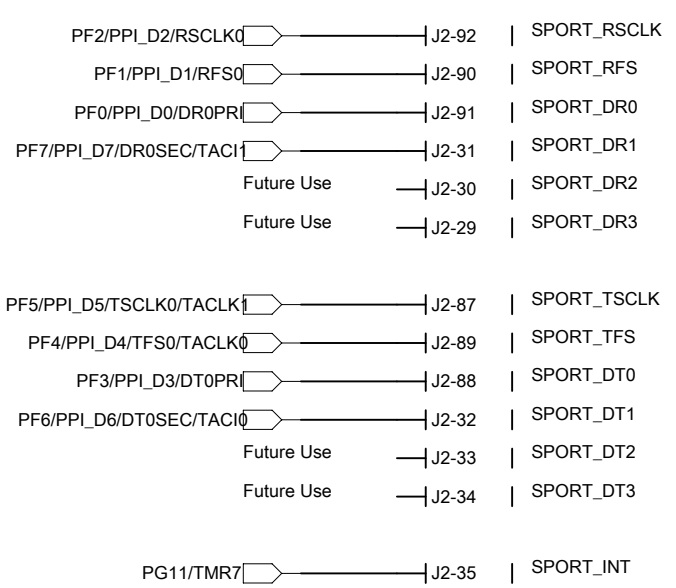 PF2/PPI_D2/RSCLK0 J2-92 | SPORT_RSCLK
PF1/PPI_D1/RFS0 J2-90 | SPORT_RFS
PF0/PPI_D0/DR0PRI J2-91 | SPORT_DR0
PF7/PPI_D7/DR0SEC/TACI1 J2-31 | SPORT_DR1
Future Use J2-30 | SPORT_DR2
Future Use J2-29 | SPORT_DR3
PF5/PPI_D5/TSCLK0/TACLK1 J2-87 | SPORT_TSCLK
PF4/PPI_D4/TFS0/TACLK0 J2-89 | SPORT_TFS
PF3/PPI_D3/DT0PRI J2-88 | SPORT_DT0
PF6/PPI_D6/DT0SEC/TACI0 J2-32 | SPORT_DT1
Future Use J2-33 | SPORT_DT2
Future Use J2-34 | SPORT_DT3
PG11/TMR7 J2-35 | SPORT_INT